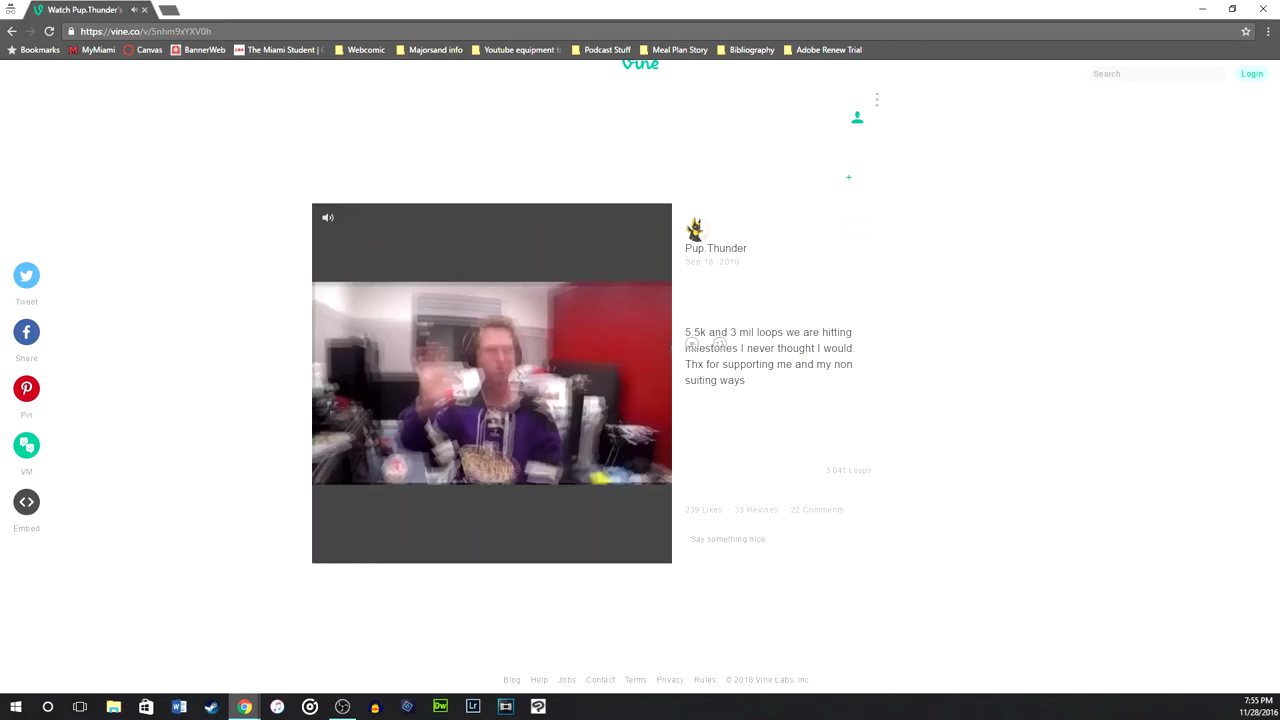 Watch Pup.Thunder's
https://vine.co/v/5nhm9xYXV0h
Bookmarks
MyMiami
Canvas
BannerWeb
The Miami Student | C
Webcomic
Majorsand info
Youtube equipment t
Podcast Stuff
Meal Plan Story
Bibliography
Adobe Renew Trial
Vine
Search
Login
+
Pup.Thunder
Sep 18, 2016
Tweet
Share
Pin
VM
Embed
5.5k and 3 mil loops we are hitting
milestones I never thought I would.
Thx for supporting me and my non
suiting ways
5,041 Loops
239 Likes · 33 Revines · 22 Comments
Say something nice
Blog Help Jobs Contact Terms Privacy Rules © 2016 Vine Labs, Inc.
Dw
7:55 PM
11/28/2016